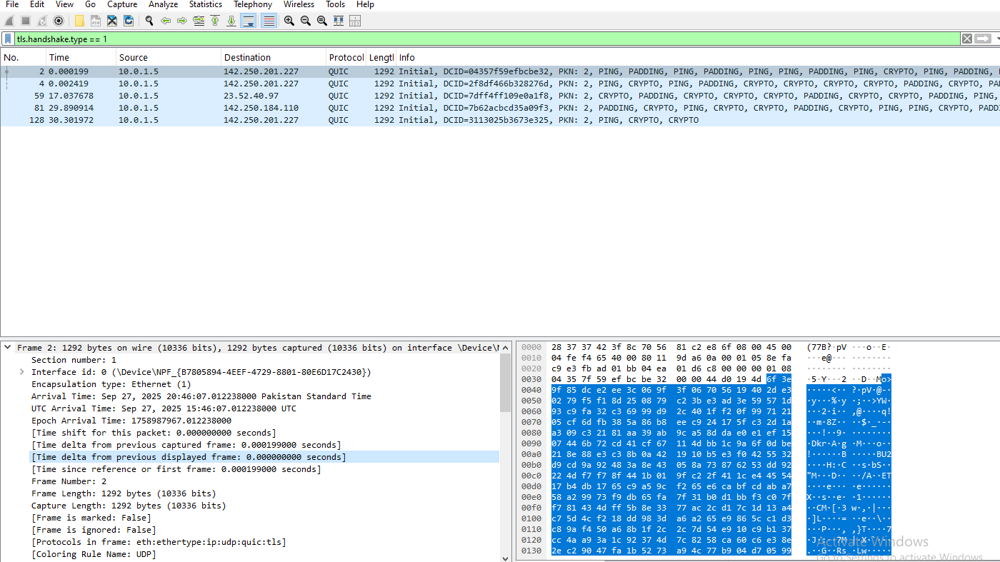 File Edit View Go Capture Analyze Statistics Telephony Wireless Tools Help
tls.handshake.type == 1
No. Time Source Destination Protocol Lengtl Info
2 0.000199 10.0.1.5 142.250.201.227 QUIC 1292 Initial, DCID=04357f59efbcbe32, PKN: 2, PING, PADDING, PING, PADDING, PING, PING, PADDING, PING, CRYPTO, PING, PADDING,
4 0.002419 10.0.1.5 142.250.201.227 QUIC 1292 Initial, DCID=2f8df466b328276d, PKN: 2, PING, CRYPTO, PING, PADDING, CRYPTO, CRYPTO, CRYPTO, CRYPTO, PADDING, CRYPTO, PA
59 17.037678 10.0.1.5 23.52.40.97 QUIC 1292 Initial, DCID=7dff4ff109e0a1f8, PKN: 2, CRYPTO, PADDING, CRYPTO, CRYPTO, CRYPTO, PADDING, CRYPTO, CRYPTO, PADDING, PING,
81 29.890914 10.0.1.5 142.250.184.110 QUIC 1292 Initial, DCID=7b62acbcd35a09f3, PKN: 2, PADDING, CRYPTO, PING, CRYPTO, CRYPTO, PADDING, CRYPTO, PING, PING, CRYPTO, PADD
128 30.301972 10.0.1.5 142.250.201.227 QUIC 1292 Initial, DCID=3113025b3673e325, PKN: 2, PING, CRYPTO, CRYPTO
Frame 2: 1292 bytes on wire (10336 bits), 1292 bytes captured (10336 bits) on interface \Device\
Section number: 1
Interface id: 0 (\Device\NPF_{B7805894-4EEF-4729-8801-80E6D17C2430})
Encapsulation type: Ethernet (1)
Arrival Time: Sep 27, 2025 20:46:07.012238000 Pakistan Standard Time
UTC Arrival Time: Sep 27, 2025 15:46:07.012238000 UTC
Epoch Arrival Time: 1758987967.012238000
[Time shift for this packet: 0.000000000 seconds]
[Time delta from previous captured frame: 0.000199000 seconds]
[Time delta from previous displayed frame: 0.000000000 seconds]
[Time since reference or first frame: 0.000199000 seconds]
Frame Number: 2
Frame Length: 1292 bytes (10336 bits)
Capture Length: 1292 bytes (10336 bits)
[Frame is marked: False]
[Frame is ignored: False]
[Protocols in frame: eth:ethertype:ip:udp:quic:tls]
[Coloring Rule Name: UDP]
0000 28 37 37 42 3f 8c 70 56 81 c2 e8 6f 08 00 45 00 (77B?·pV ···o··E·
0010 04 fe f4 65 40 00 80 11 9d a6 0a 00 01 05 8e fa ···e@··· ········
0020 c9 e3 fb ad 01 bb 04 ea 01 d6 c8 00 00 00 01 08 ········ ········
0030 04 35 7f 59 ef bc be 32 00 00 44 d0 19 4d 6f 3e ·5·Y···2 ··D··Mo>
0040 9f 85 dc e2 ee 3c 06 9f 3f 06 70 56 19 40 2d e3 ·····<·· ?·pV·@-·
0050 02 79 f5 f1 8d 25 08 79 c2 3b e3 ad 3e 59 57 1d ·y···%·y ·;··>YW·
0060 93 c9 fa 32 c3 69 99 d9 2c 40 1f f2 0f 99 71 21 ···2·i·· ,@····q!
0070 05 cf 6d fb 38 5a 86 b8 ee c9 24 17 5f c3 2d 1a ··m·8Z·· ··$·_·-·
0080 a3 09 c3 21 81 aa 39 ab 9c a5 8d da e0 e1 ef 15 ···!··9· ········
0090 07 44 6b 72 cd 41 cf 67 11 4d bb 1c 9a 6f 0d be ·Dkr·A·g ·M···o··
00a0 21 8e 88 e3 c3 8b 0a 42 19 10 b5 e3 f0 42 55 32 !······B ·····BU2
00b0 d9 cd 9a 92 48 3a 8e 43 05 8a 73 87 62 53 dd 92 ····H:·C ··s·bS··
00c0 22 4d f7 f7 8f 44 1b 01 9f c2 2f 41 1c e4 45 54 "M···D·· ··/A··ET
00d0 17 b4 db 17 65 c9 a5 9c f2 65 e6 ca bf cd ab a7 ····e··· ·e······
00e0 58 a2 99 73 f9 db 65 fa 7f 31 b0 d1 bb f3 c0 7f X··s··e· ·1······
00f0 f7 81 43 4d ff 5b 8e 33 77 ac 2c cd 17 1c 13 a4 ··CM·[·3 w·,·|···
0100 c7 5d 4c f2 18 dd 98 3d a6 a2 65 e9 86 5c c1 d3 ·]L····= ··e··\··
0110 c8 9a f4 50 a6 8b 1f 2c 2c 7d 54 e9 10 c9 b1 37 ···P···, ,}T····7
0120 cc 4a a9 3a 1c 92 37 4d 7c 82 58 ca 60 c6 e3 8e
0130 2e c2 90 47 fa 1b 52 73 a9 4c 77 b9 04 d7 05 99
Activate Windows
Go to Settings to activate Windows.